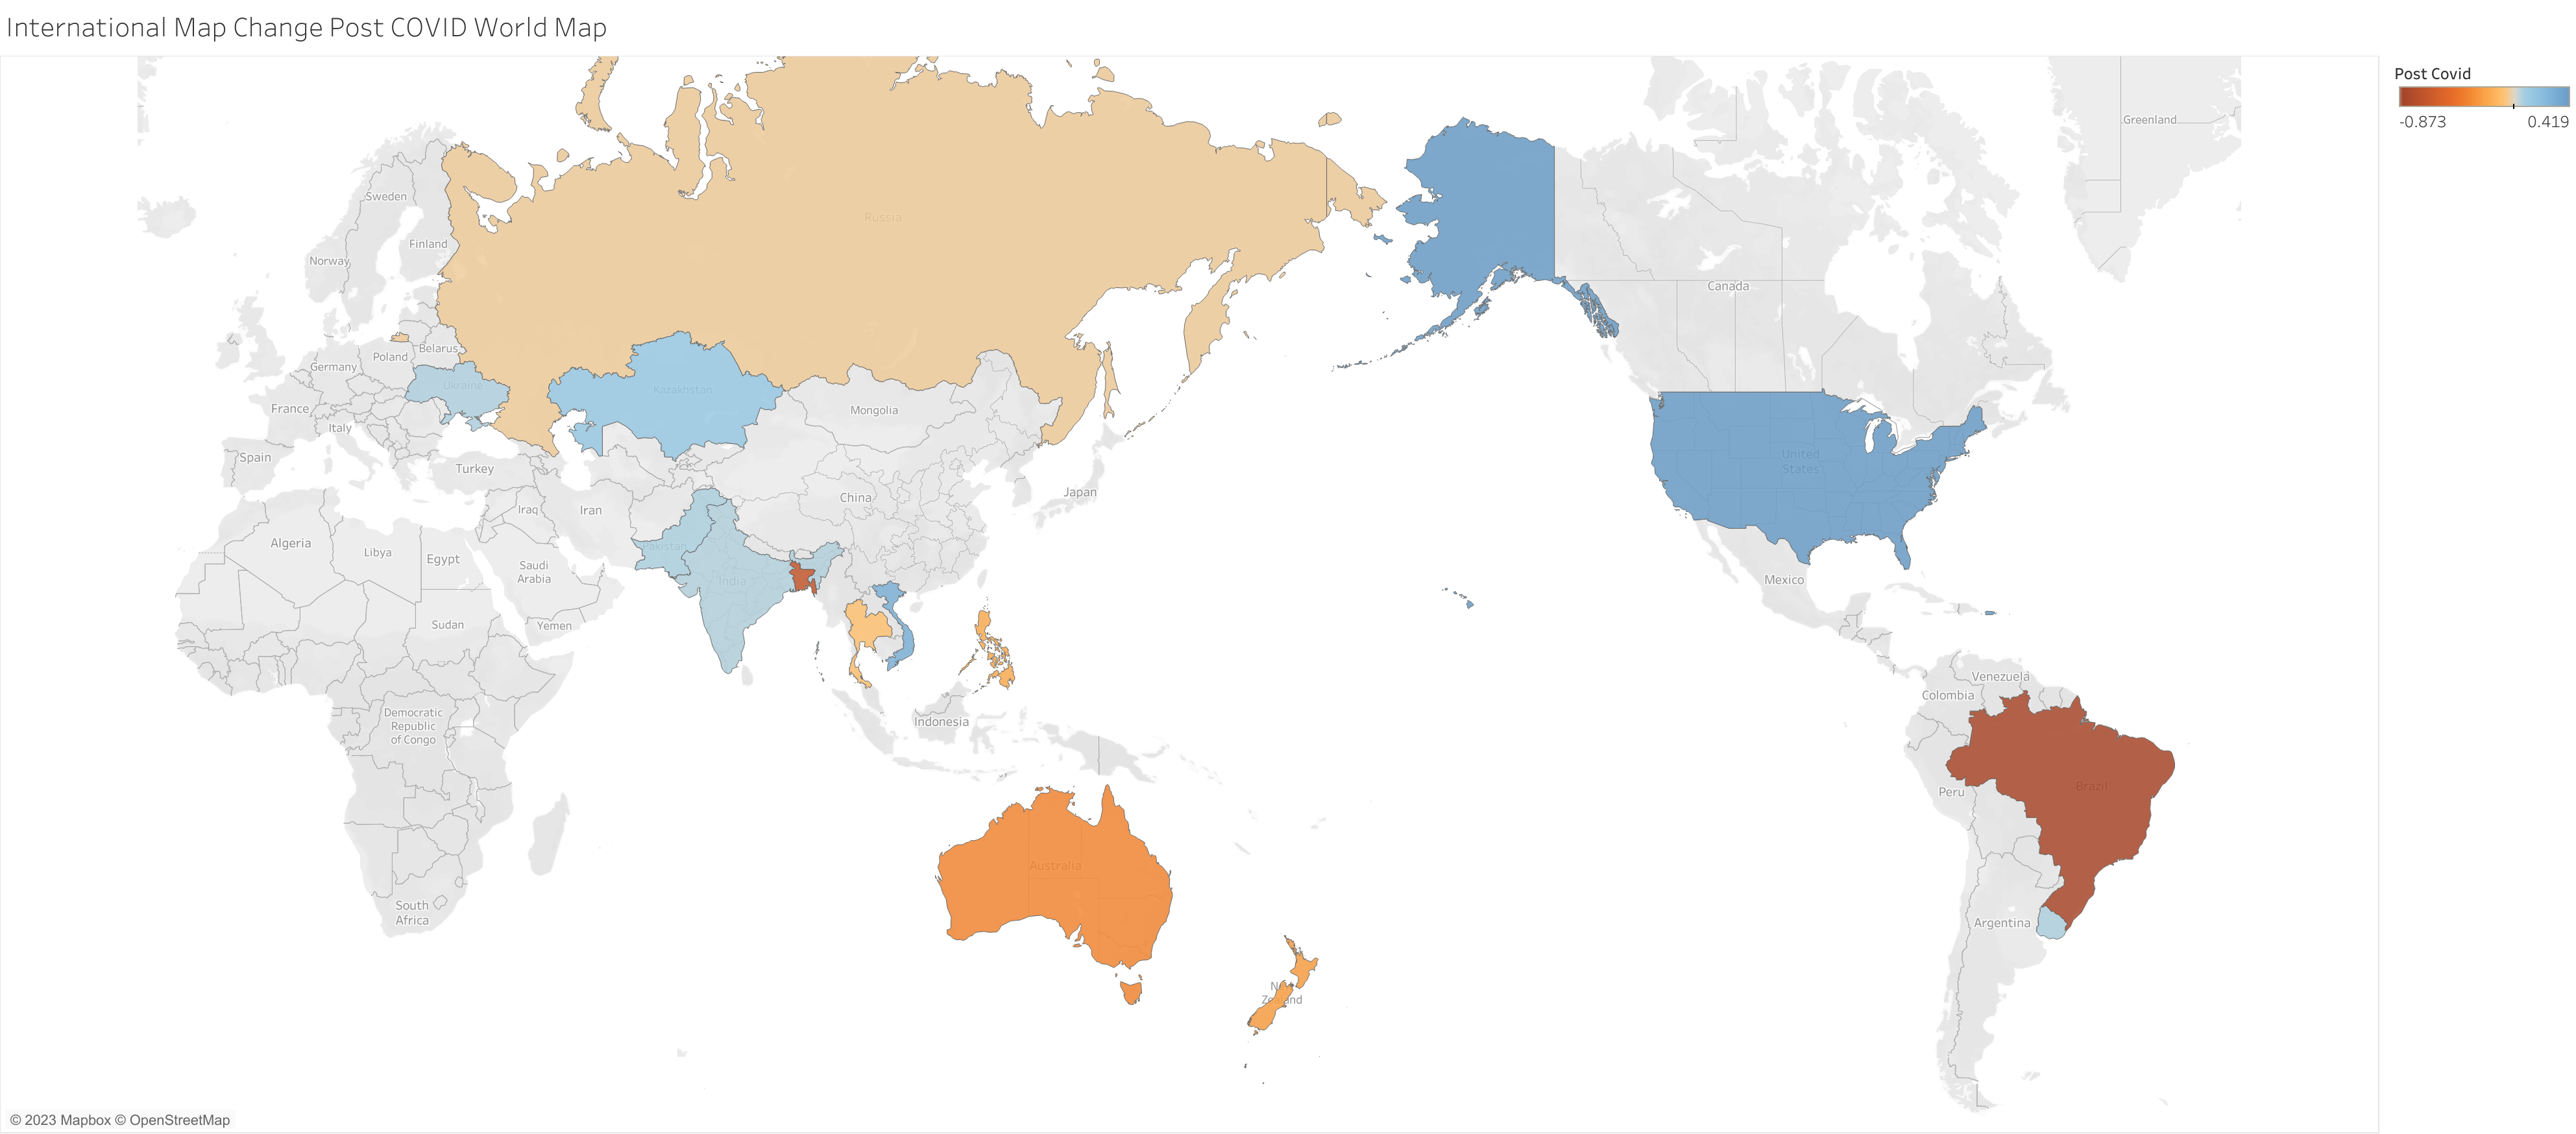 International Map Change Post COVID World Map
Post Covid
-0.873 0.419
Greenland
Russia
Sweden
Finland
Norway
Canada
Belarus
Poland
Germany
Ukraine
Kazakhstan
France
Mongolia
Italy
Spain
Turkey
United
States
China
Japan
Iraq
Iran
Algeria
Libya
Egypt
Pakistan
Saudi
Arabia
India
Mexico
Sudan
Yemen
Venezuela
Colombia
Democratic
Republic
of Congo
Indonesia
Brazil
Peru
Australia
South
Africa
Argentina
New
Zealand
© 2023 Mapbox © OpenStreetMap